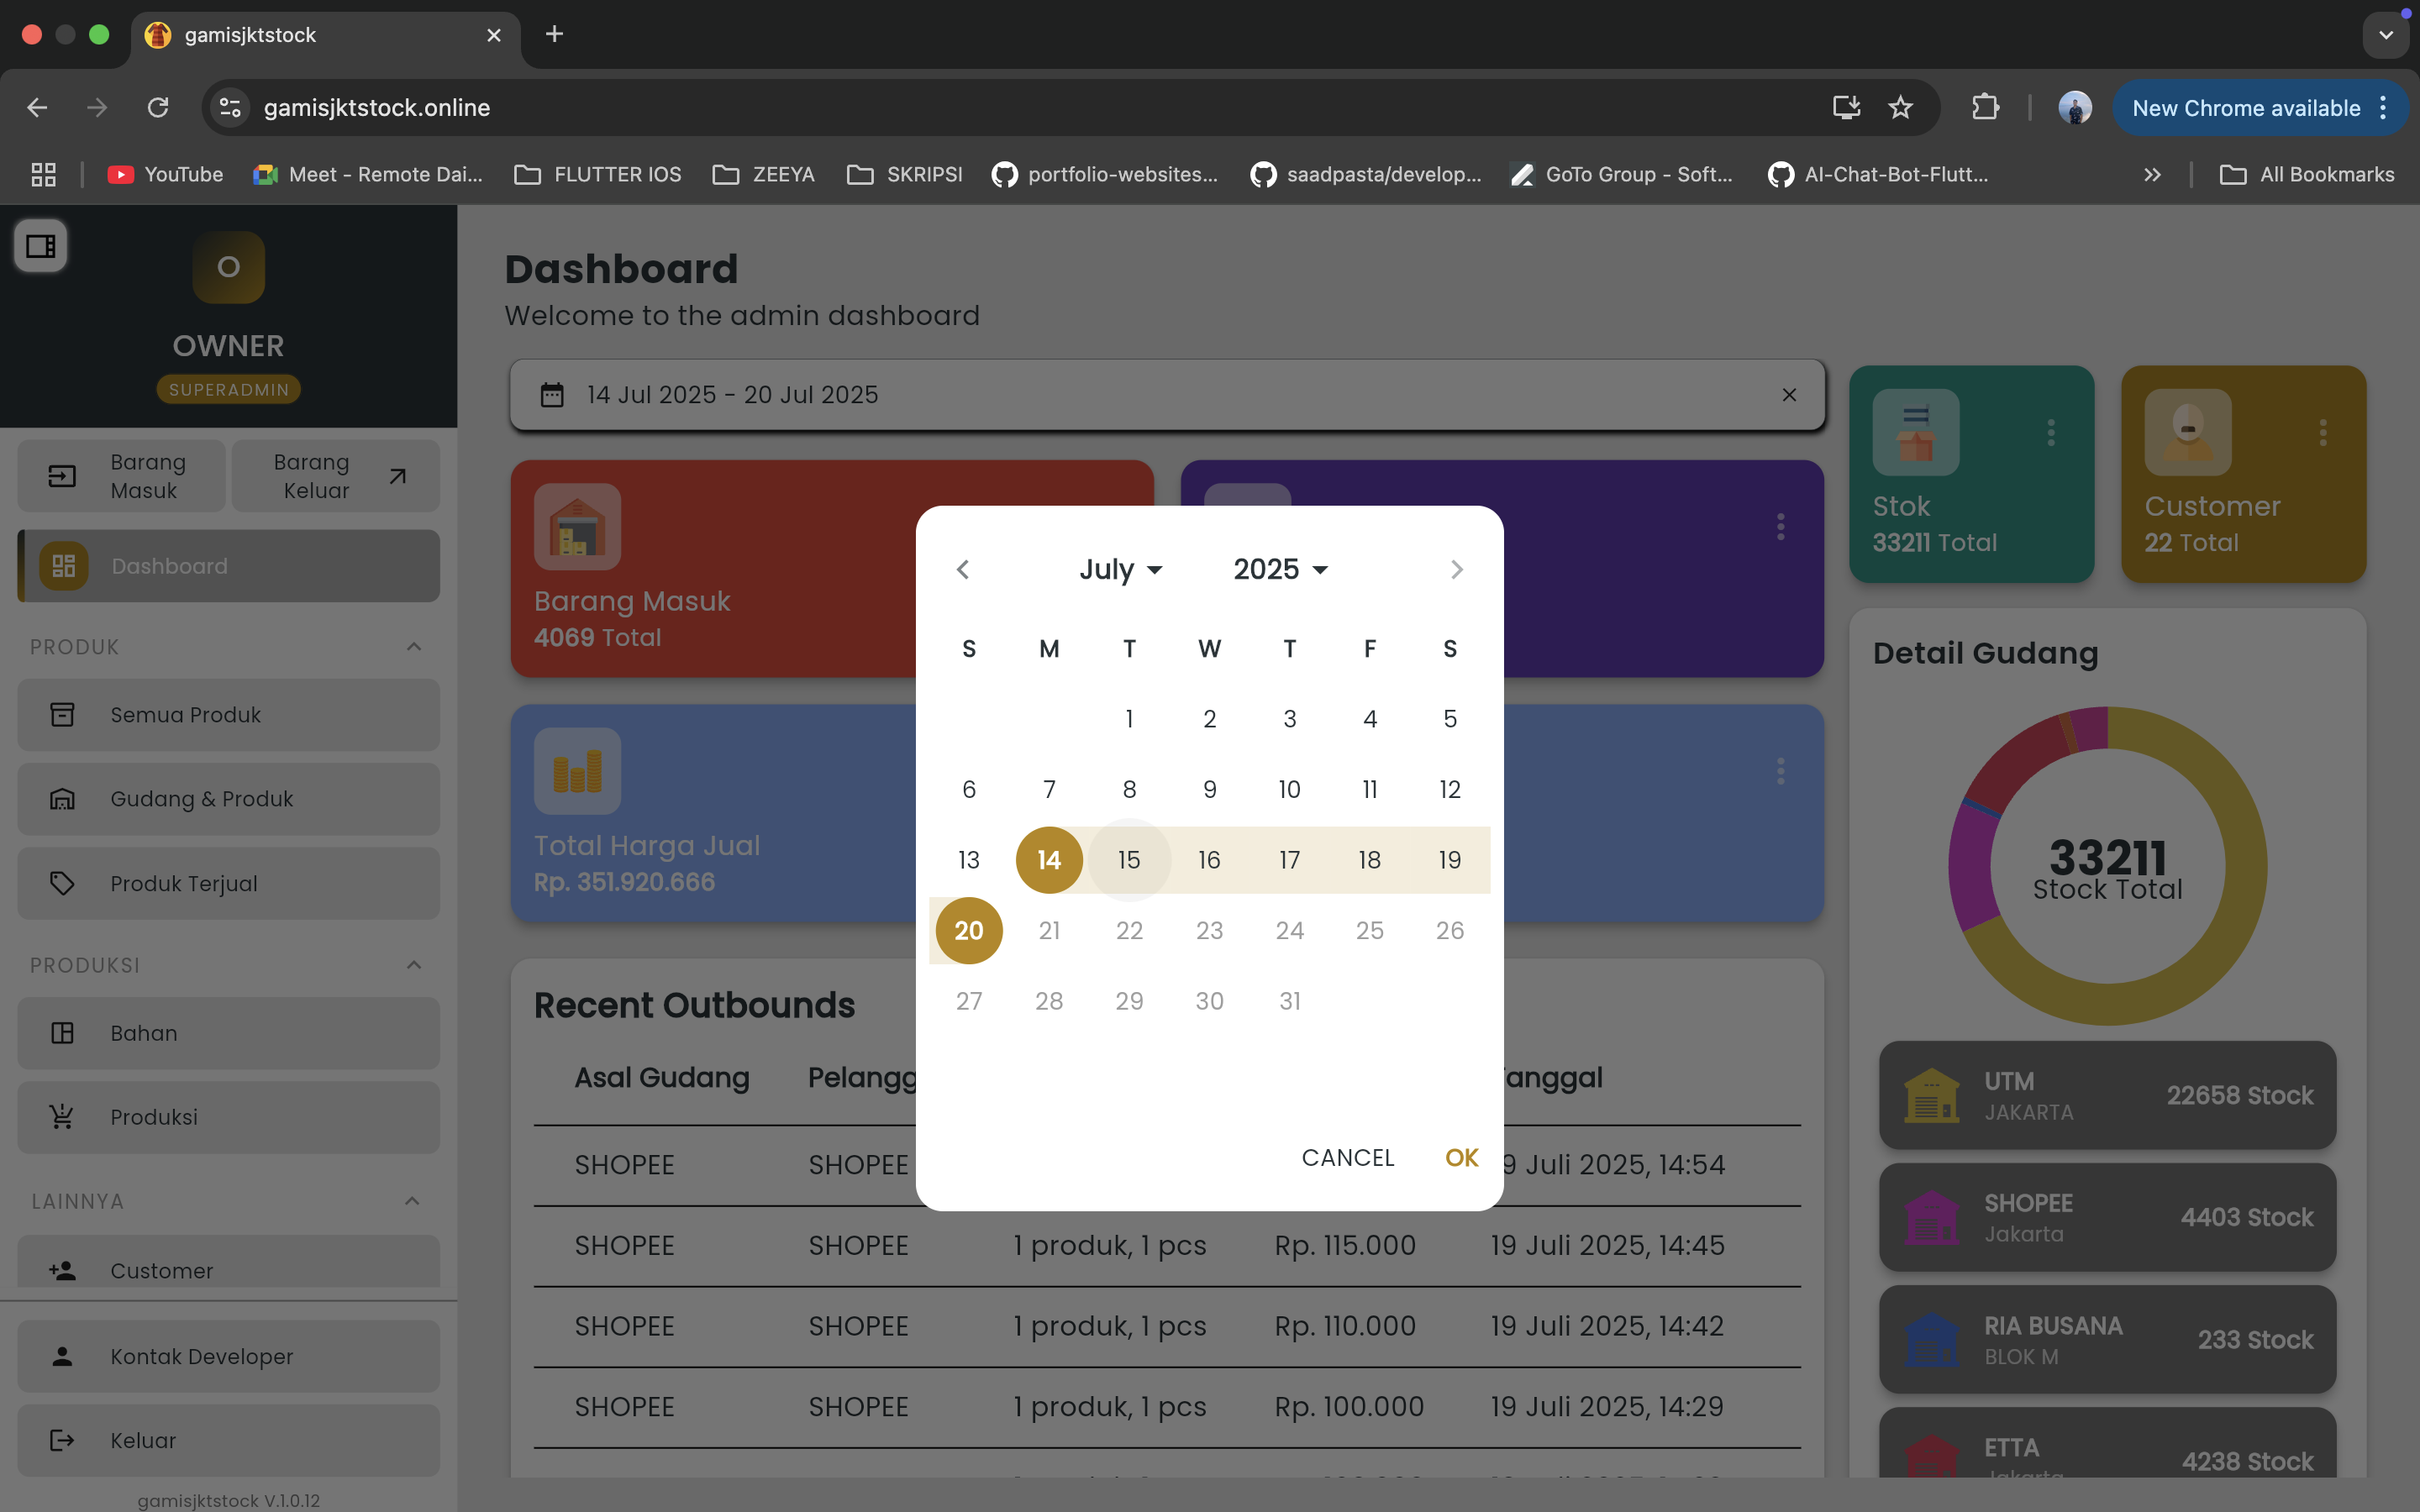 gamisjktstock
gamisjktstock.online
New Chrome available
YouTube
Meet - Remote Dai...
FLUTTER IOS
ZEEYA
SKRIPSI
portfolio-websites...
saadpasta/develop...
GoTo Group - Soft...
AI-Chat-Bot-Flutt...
All Bookmarks
O
OWNER
SUPERADMIN
Barang
Masuk
Barang
Keluar
Dashboard
PRODUK
Semua Produk
Gudang & Produk
Produk Terjual
PRODUKSI
Bahan
Produksi
LAINNYA
Customer
Kontak Developer
Keluar
gamisjktstock V.1.0.12
Dashboard
Welcome to the admin dashboard
14 Jul 2025 - 20 Jul 2025
Barang Masuk
4069 Total
Total Harga Jual
Rp. 351.920.666
July 2025
S M T W T F S
1 2 3 4 5
6 7 8 9 10 11 12
13 14 15 16 17 18 19
20 21 22 23 24 25 26
27 28 29 30 31
CANCEL OK
Recent Outbounds
Asal Gudang Pelangg anggal
SHOPEE SHOPEE 9 Juli 2025, 14:54
SHOPEE SHOPEE 1 produk, 1 pcs Rp. 115.000 19 Juli 2025, 14:45
SHOPEE SHOPEE 1 produk, 1 pcs Rp. 110.000 19 Juli 2025, 14:42
SHOPEE SHOPEE 1 produk, 1 pcs Rp. 100.000 19 Juli 2025, 14:29
Stok
33211 Total
Customer
22 Total
Detail Gudang
33211
Stock Total
UTM
JAKARTA
22658 Stock
SHOPEE
Jakarta
4403 Stock
RIA BUSANA
BLOK M
233 Stock
ETTA
Jakarta
4238 Stock